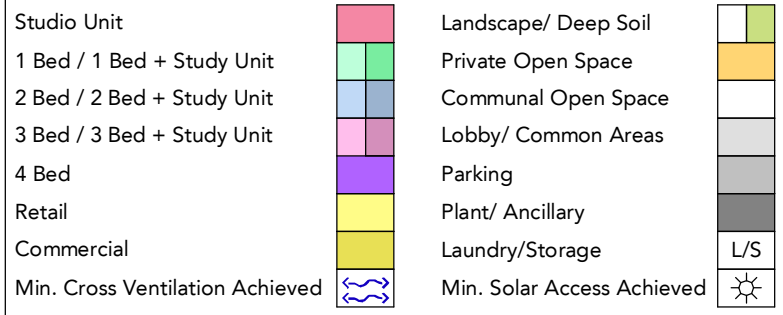 Studio Unit
1 Bed / 1 Bed + Study Unit
2 Bed / 2 Bed + Study Unit
3 Bed / 3 Bed + Study Unit
4 Bed
Retail
Commercial
Min. Cross Ventilation Achieved
Landscape/ Deep Soil
Private Open Space
Communal Open Space
Lobby/ Common Areas
Parking
Plant/ Ancillary
Laundry/Storage L/S
Min. Solar Access Achieved